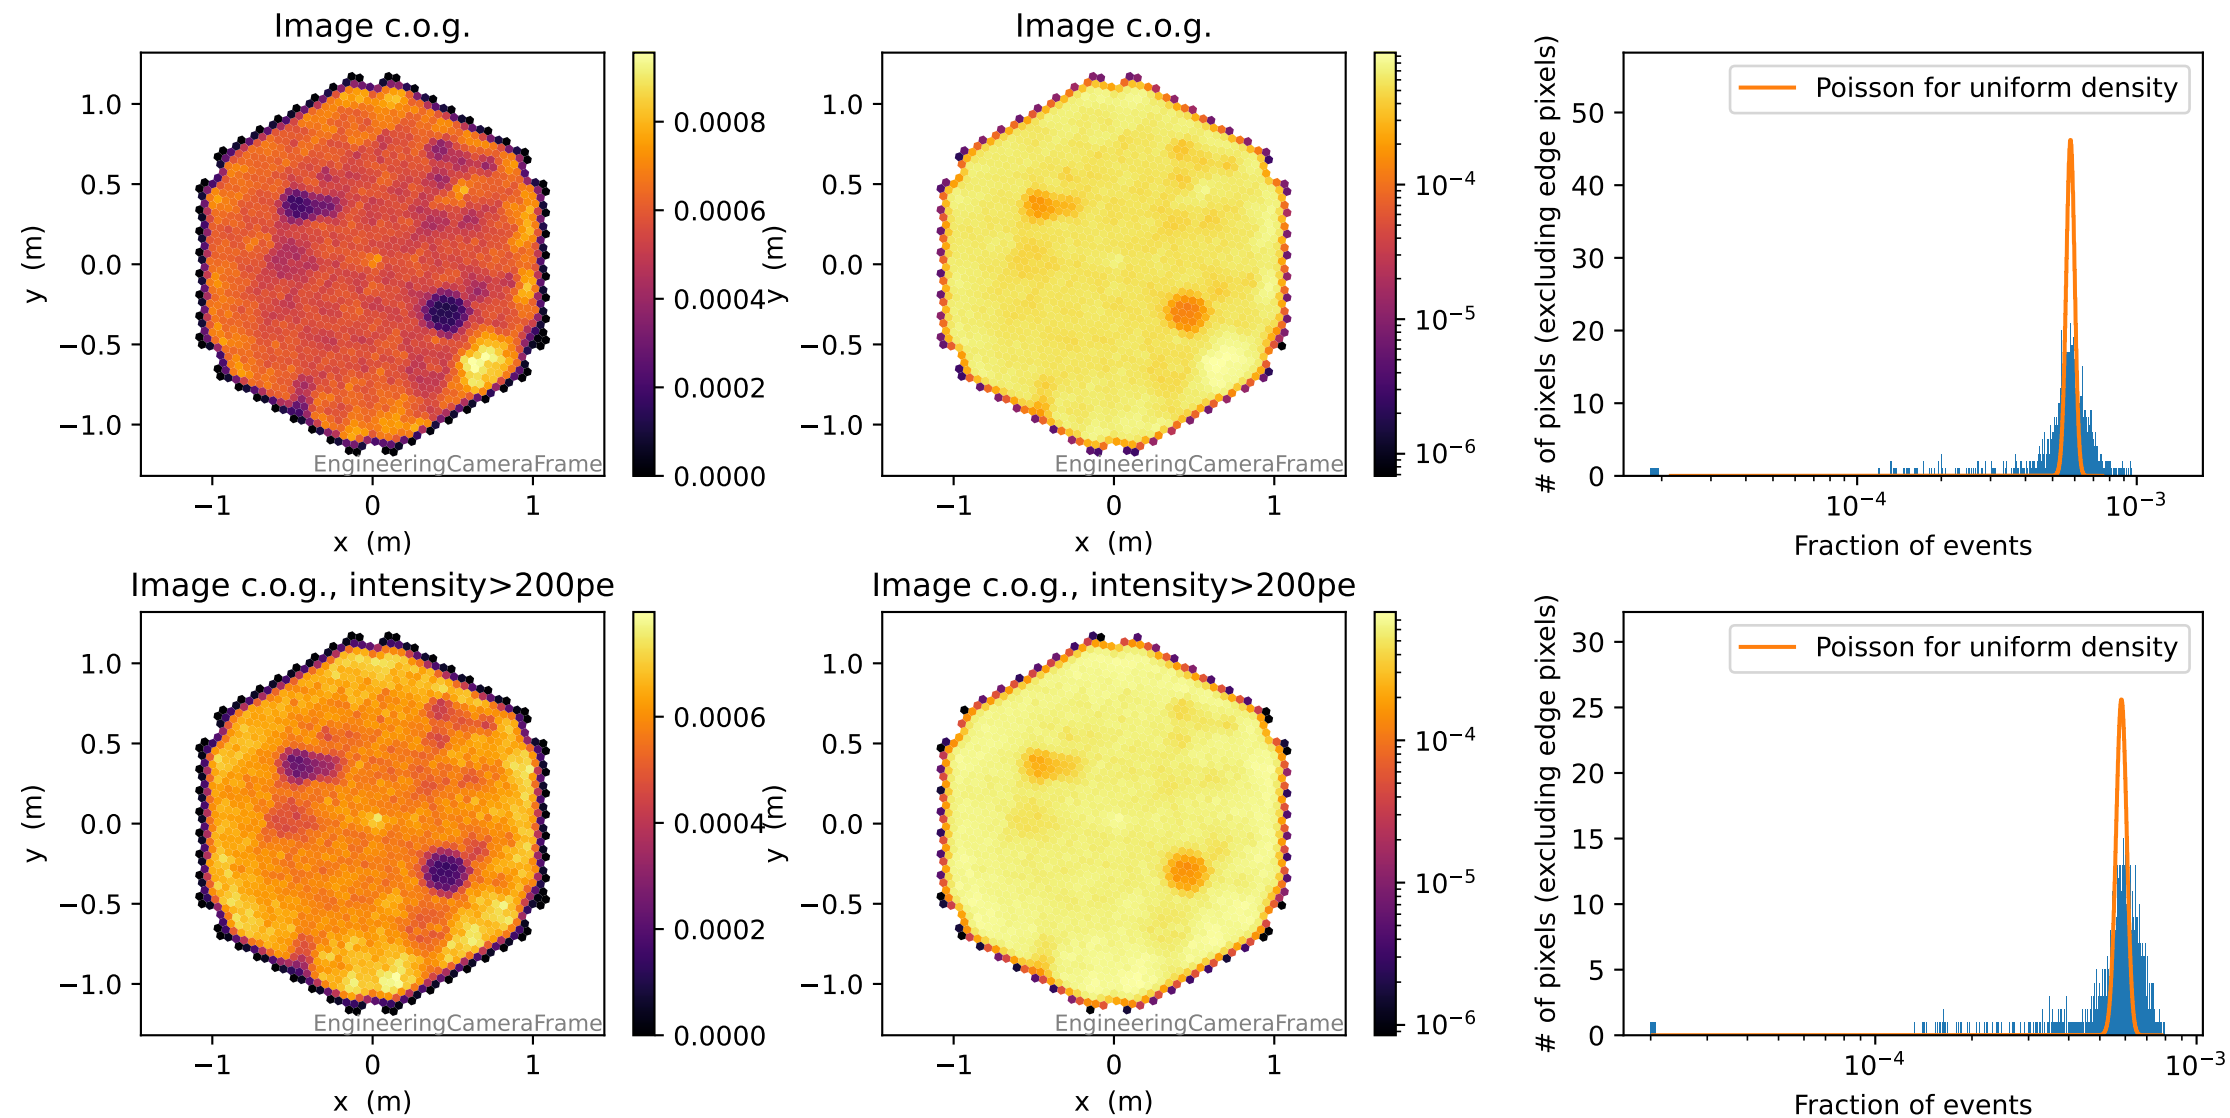 Image c.o.g.
1.0
0.5
0.0
−0.5
−1.0
y (m)
−1 0 1
x (m)
EngineeringCameraFrame
0.0008
0.0006
0.0004
0.0002
0.0000
Image c.o.g.
1.0
0.5
0.0
−0.5
−1.0
y (m)
−1 0 1
x (m)
EngineeringCameraFrame
10⁻⁴
10⁻⁵
10⁻⁶
Poisson for uniform density
50
40
30
20
10
0
# of pixels (excluding edge pixels)
10⁻⁴ 10⁻³
Fraction of events
Image c.o.g., intensity>200pe
1.0
0.5
0.0
−0.5
−1.0
y (m)
−1 0 1
x (m)
EngineeringCameraFrame
0.0006
0.0004
0.0002
0.0000
Image c.o.g., intensity>200pe
1.0
0.5
0.0
−0.5
−1.0
y (m)
−1 0 1
x (m)
EngineeringCameraFrame
10⁻⁴
10⁻⁵
10⁻⁶
Poisson for uniform density
30
25
20
15
10
5
0
# of pixels (excluding edge pixels)
10⁻⁴ 10⁻³
Fraction of events